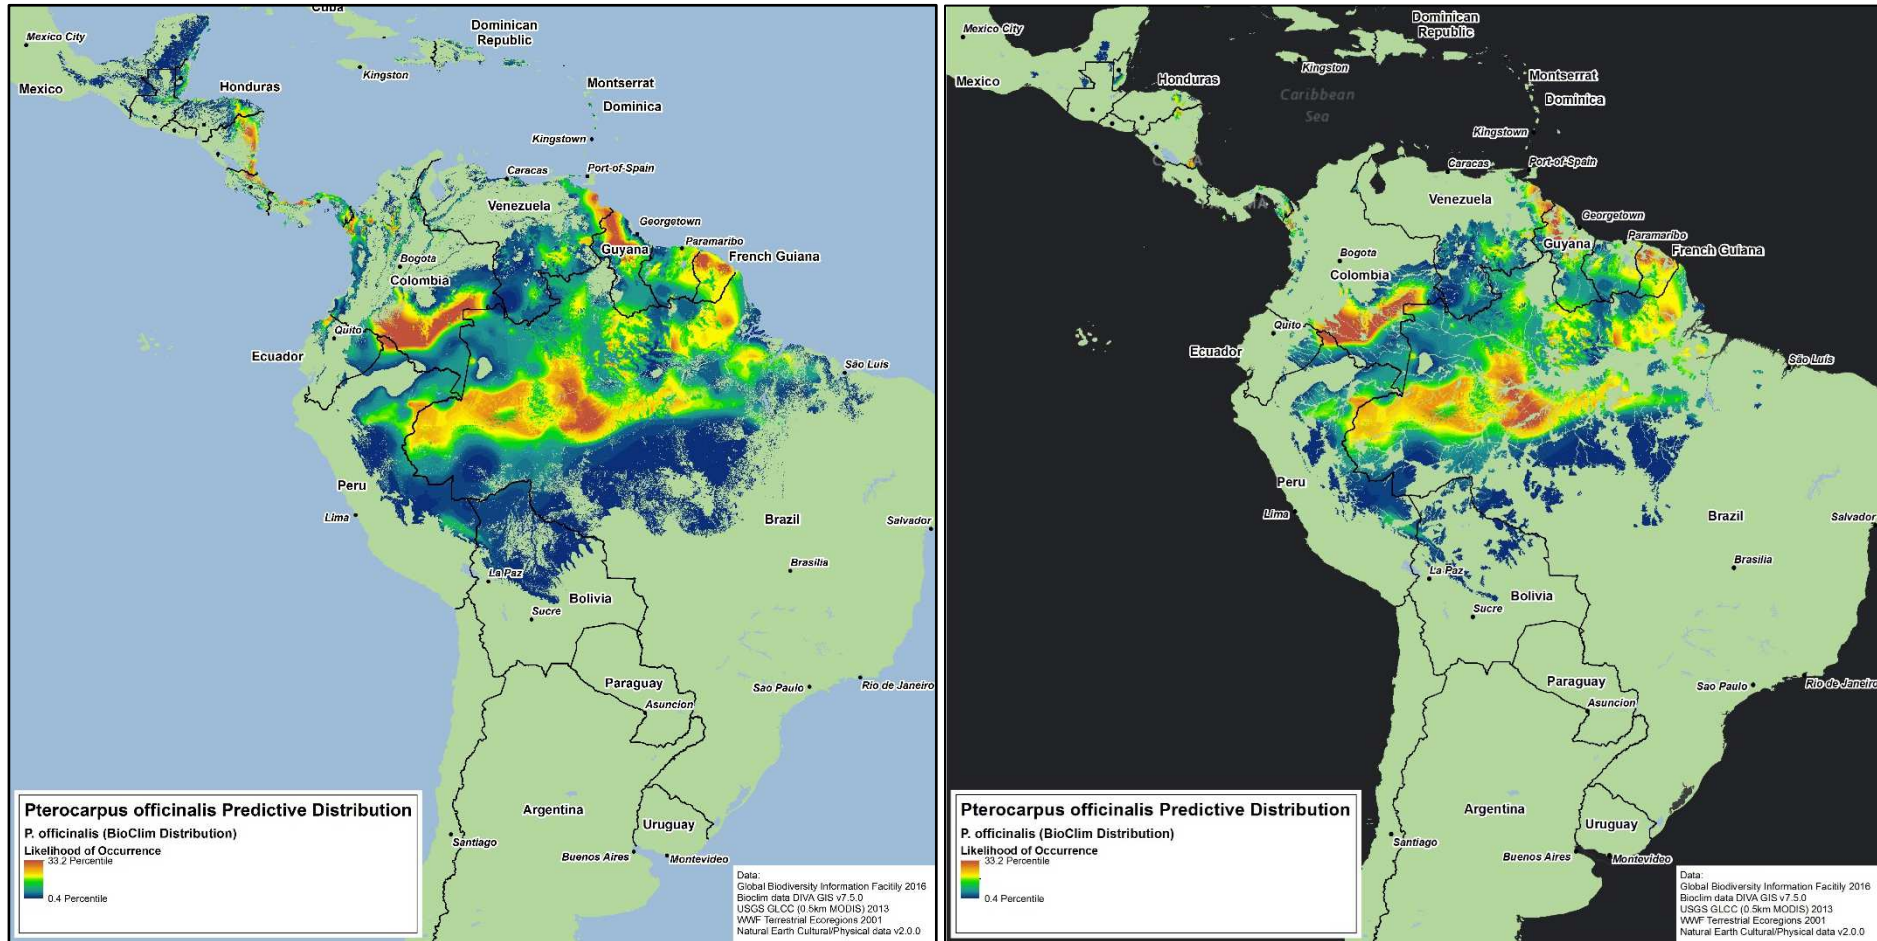 Cuba
Mexico City
Dominican
Republic
Kingston
Mexico
Honduras
Montserrat
Dominica
Kingstown
Caracas
Port-of-Spain
Venezuela
Georgetown
Guyana
Paramaribo
French Guiana
Bogota
Colombia
Quito
Ecuador
São Luís
Peru
Lima
Brazil
Salvador
La Paz
Brasília
Bolivia
Sucre
Paraguay
Sao Paulo
Rio de Janeiro
Asuncion
Argentina
Uruguay
Santiago
Buenos Aires
Montevideo
Pterocarpus officinalis Predictive Distribution
P. officinalis (BioClim Distribution)
Likelihood of Occurrence
33.2 Percentile
0.4 Percentile
Data:
Global Biodiversity Information Facitily 2016
Bioclim data DIVA GIS v7.5.0
USGS GLCC (0.5km MODIS) 2013
WWF Terrestrial Ecoregions 2001
Natural Earth Cultural/Physical data v2.0.0
Mexico City
Dominican
Republic
Kingston
Mexico
Honduras
Montserrat
Caribbean
Sea
Dominica
Kingstown
Caracas
Port-of-Spain
Venezuela
Georgetown
Guyana
Paramaribo
French Guiana
Bogota
Colombia
Quito
Ecuador
São Luís
Peru
Lima
Brazil
Salvador
La Paz
Brasília
Bolivia
Sucre
Paraguay
Sao Paulo
Rio de Janeiro
Asuncion
Argentina
Uruguay
Santiago
Buenos Aires
Montevideo
Pterocarpus officinalis Predictive Distribution
P. officinalis (BioClim Distribution)
Likelihood of Occurrence
33.2 Percentile
0.4 Percentile
Data:
Global Biodiversity Information Facitily 2016
Bioclim data DIVA GIS v7.5.0
USGS GLCC (0.5km MODIS) 2013
WWF Terrestrial Ecoregions 2001
Natural Earth Cultural/Physical data v2.0.0